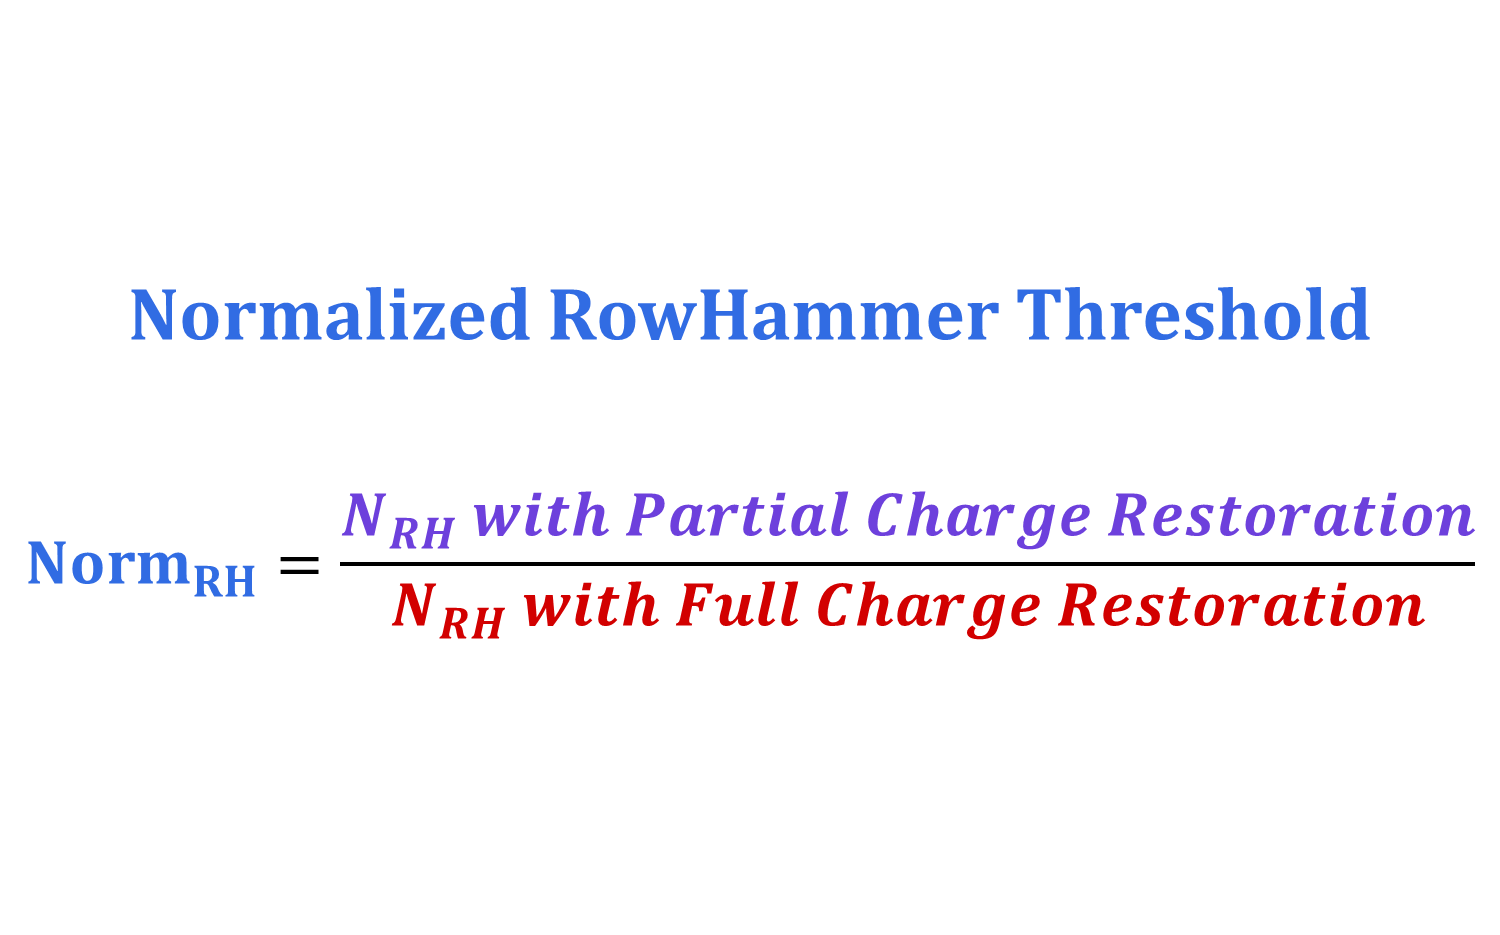 Normalized RowHammer Threshold
N_RH with Partial Charge Restoration
Norm_RH =
N_RH with Full Charge Restoration